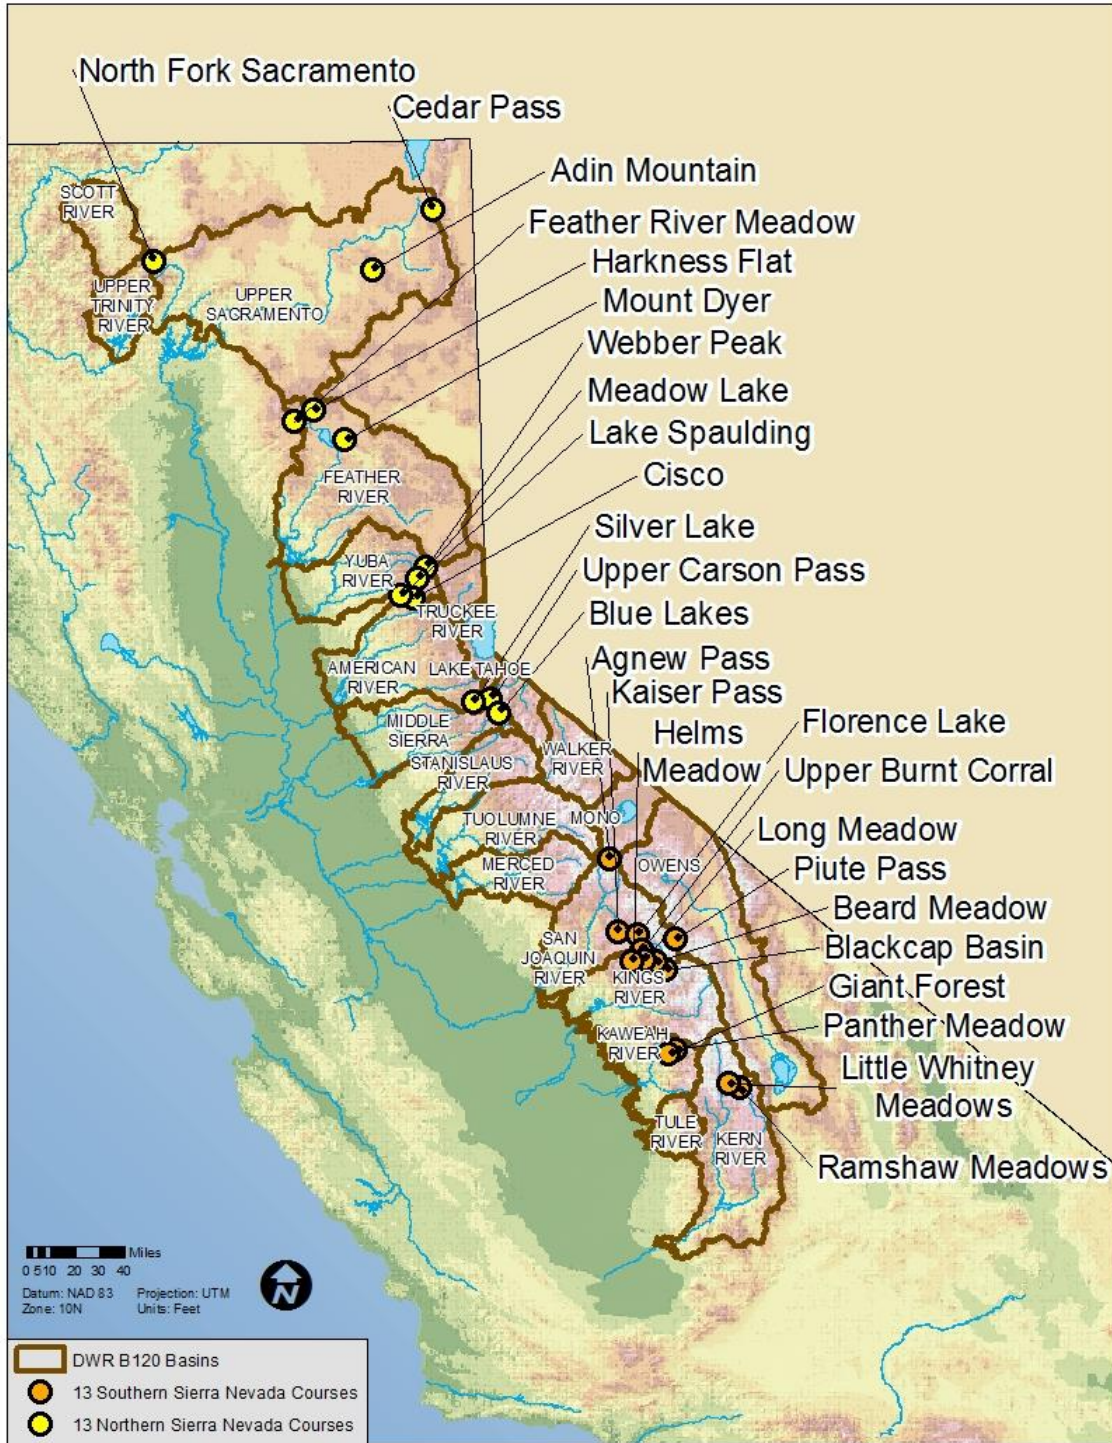 North Fork Sacramento
Cedar Pass
Adin Mountain
Feather River Meadow
Harkness Flat
Mount Dyer
Webber Peak
Meadow Lake
Lake Spaulding
Cisco
Silver Lake
Upper Carson Pass
Blue Lakes
Agnew Pass
Kaiser Pass
Helms
Meadow
Florence Lake
Upper Burnt Corral
Long Meadow
Piute Pass
Beard Meadow
Blackcap Basin
Giant Forest
Panther Meadow
Little Whitney
Meadows
Ramshaw Meadows
SCOTT
RIVER
UPPER
TRINITY
RIVER
UPPER
SACRAMENTO
FEATHER
RIVER
YUBA
RIVER
TRUCKEE
RIVER
AMERICAN
RIVER
LAKE TAHOE
MIDDLE
SIERRA
STANISLAUS
RIVER
WALKER
RIVER
TUOLUMNE
RIVER
MONO
MERCED
RIVER
OWENS
SAN
JOAQUIN
RIVER
KINGS
RIVER
KAWEAH
RIVER
TULE
RIVER
KERN
RIVER
Miles
0 510 20 30 40
Datum: NAD 83 Projection: UTM
Zone: 10N Units: Feet
N
DWR B120 Basins
13 Southern Sierra Nevada Courses
13 Northern Sierra Nevada Courses